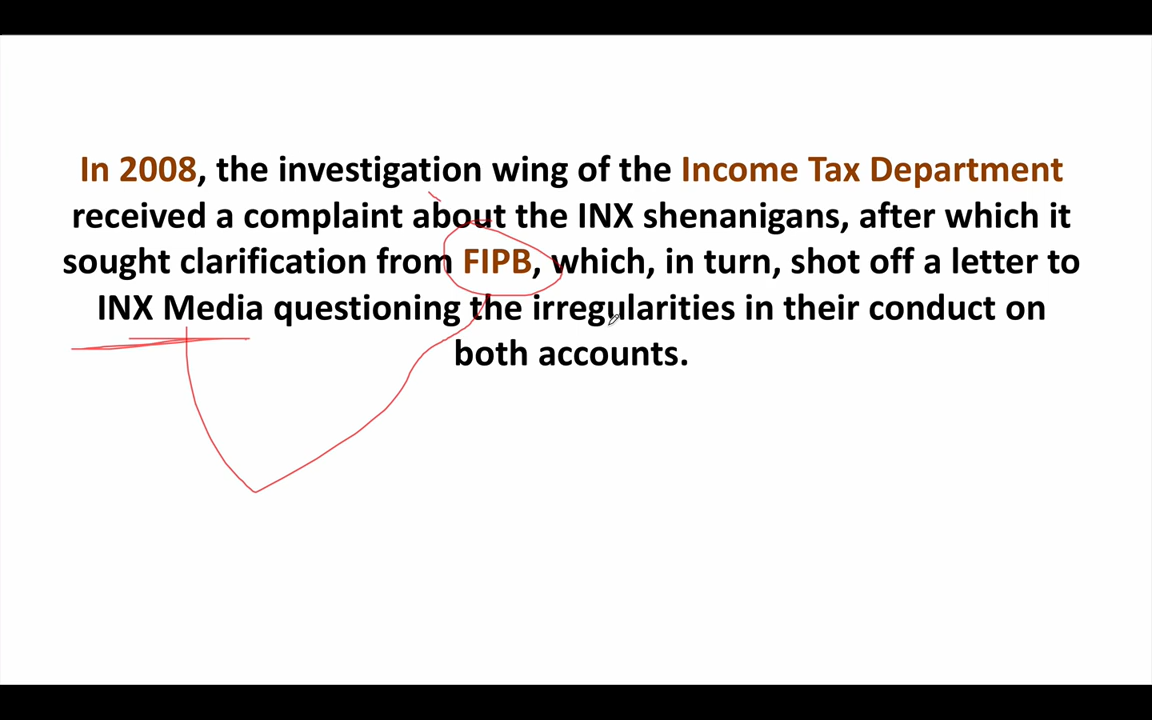 In 2008, the investigation wing of the Income Tax Department
received a complaint about the INX shenanigans, after which it
sought clarification from FIPB, which, in turn, shot off a letter to
INX Media questioning the irregularities in their conduct on
both accounts.